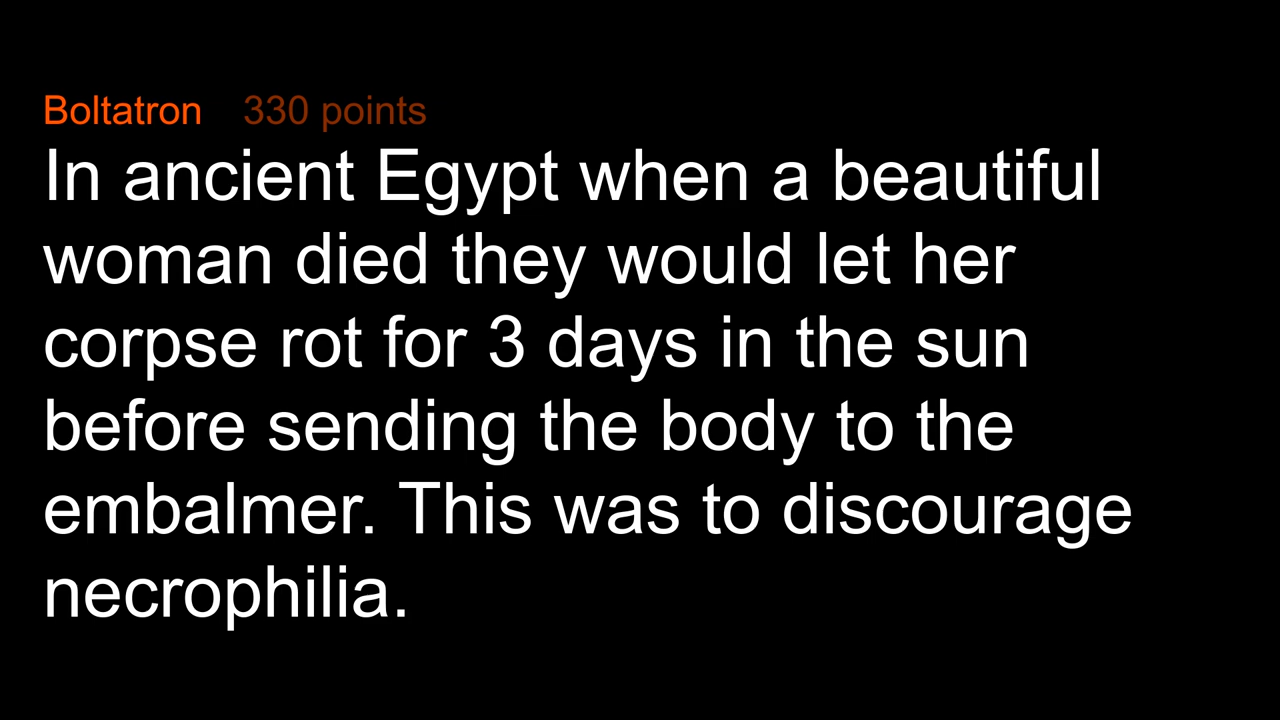 Boltatron 330 points
In ancient Egypt when a beautiful
woman died they would let her
corpse rot for 3 days in the sun
before sending the body to the
embalmer. This was to discourage
necrophilia.